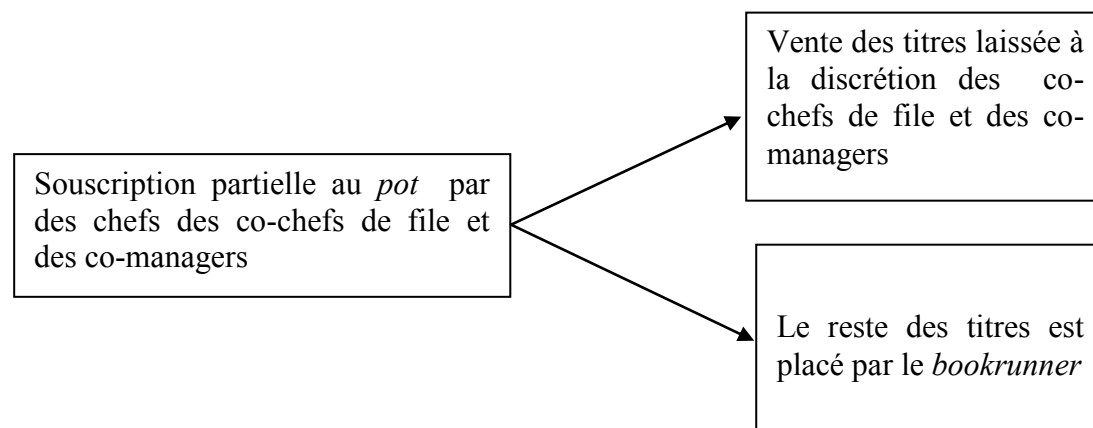 Vente des titres laissée à
la discrétion des co-
chefs de file et des co-
managers
Souscription partielle au pot par
des chefs des co-chefs de file et
des co-managers
Le reste des titres est
placé par le bookrunner